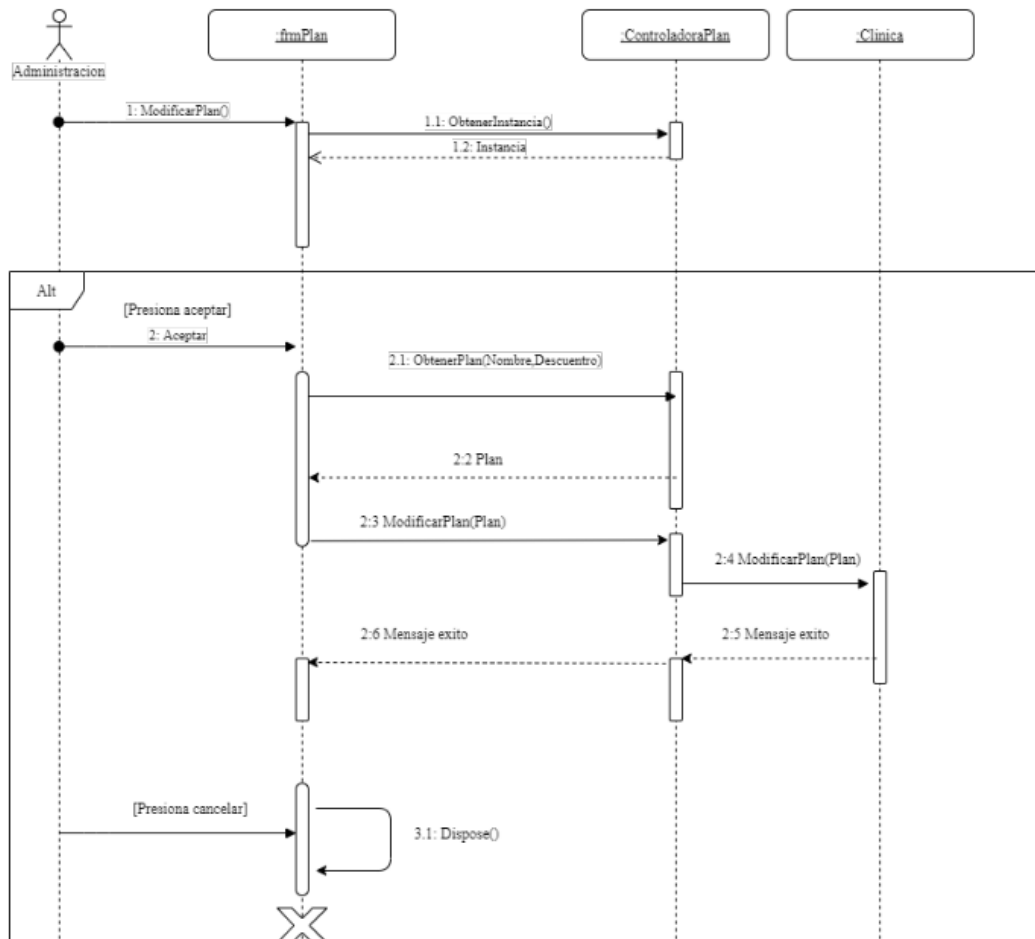 :frmPlan
:ControladoraPlan
:Clinica
Administracion
1: ModificarPlan()
1.1: ObtenerInstancia()
1.2: Instancia
Alt
[Presiona aceptar]
2: Aceptar
2.1: ObtenerPlan(Nombre,Descuentro)
2:2 Plan
2:3 ModificarPlan(Plan)
2:4 ModificarPlan(Plan)
2:6 Mensaje exito
2:5 Mensaje exito
[Presiona cancelar]
3.1: Dispose()